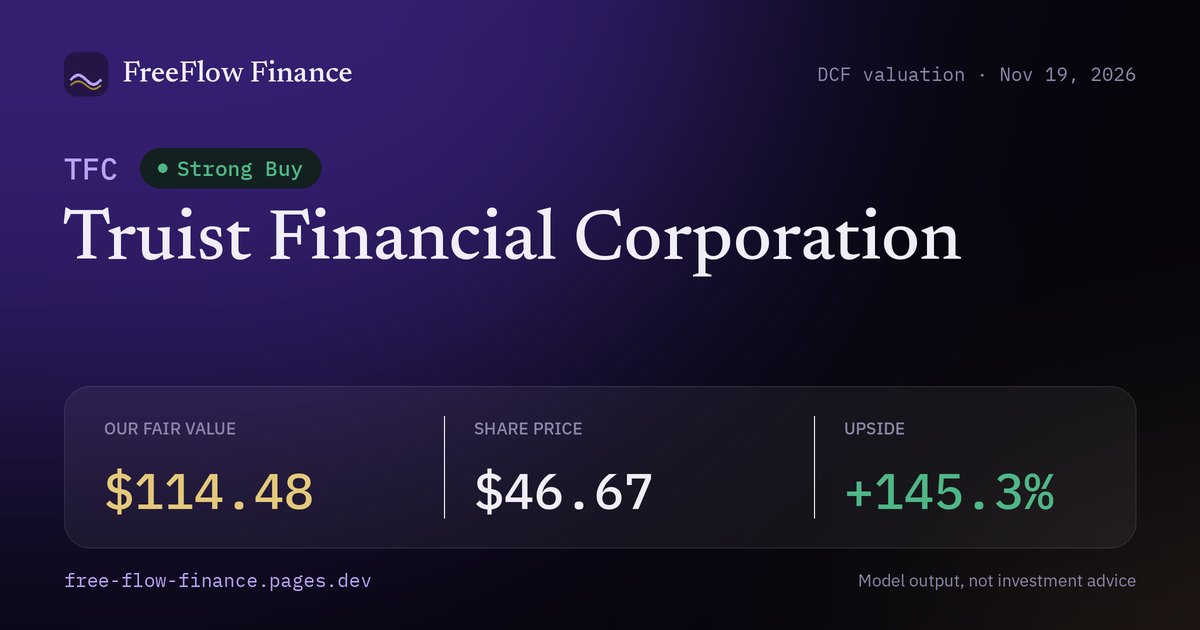 FreeFlow Finance
DCF valuation · Nov 19, 2026
TFC
Strong Buy
Truist Financial Corporation
OUR FAIR VALUE
$114.48
SHARE PRICE
$46.67
UPSIDE
+145.3%
free-flow-finance.pages.dev
Model output, not investment advice